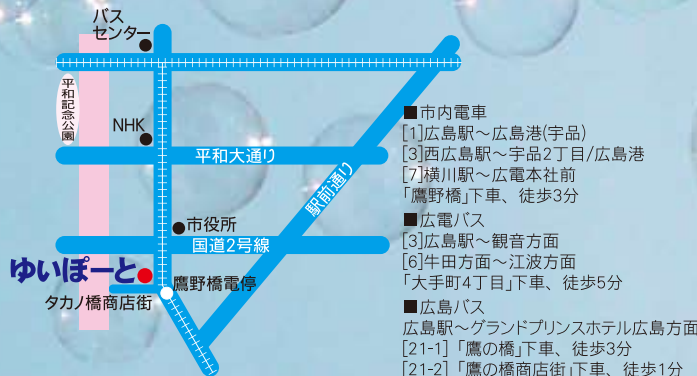 バス
センター
平和記念公園
NHK
平和大通り
駅前通り
市役所
国道2号線
ゆいぽーと
鷹野橋電停
タカノ橋商店街
■市内電車
[1]広島駅～広島港(宇品)
[3]西広島駅～宇品2丁目/広島港
[7]横川駅～広電本社前
「鷹野橋」下車、徒歩3分
■広電バス
[3]広島駅～観音方面
[6]牛田方面～江波方面
「大手町4丁目」下車、徒歩5分
■広島バス
広島駅～グランドプリンスホテル広島方面
[21-1]「鷹の橋」下車、徒歩3分
[21-2]「鷹の橋商店街」下車、徒歩1分